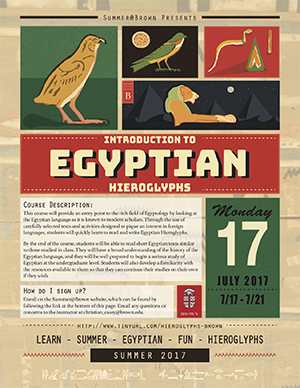 Summer@Brown Presents
B
INTRODUCTION TO
EGYPTIAN
HIEROGLYPHS
Course Description:
This course will provide an entry point to the rich field of Egyptology by looking at
the Egyptian language as it is known to modern scholars. Through the use of
carefully selected texts and activities designed to pique an interest in foreign
languages, students will quickly learn to read and write Egyptian Hieroglyphs.
By the end of course, students will be able to read short Egyptian texts similar
to those studied in class. They will have a broad understanding of the history of the
Egyptian language, and they will be well prepared to begin a serious study of
Egyptian at the undergraduate level. Students will also develop a familiarity with
the resources available to them so that they can continue their studies on their own
if they wish.
How do I sign up?
Enroll on the Summer@Brown website, which can be found by
following the link at the bottom of this page. Email any questions or
concerns to the instructor at christian_casey@brown.edu.
Monday
17
JULY 2017
7/17 - 7/21
HTTP://WWW.TINYURL.COM/HIEROGLYPHS-BROWN
LEARN - SUMMER - EGYPTIAN - FUN - HIEROGLYPHS
SUMMER 2017